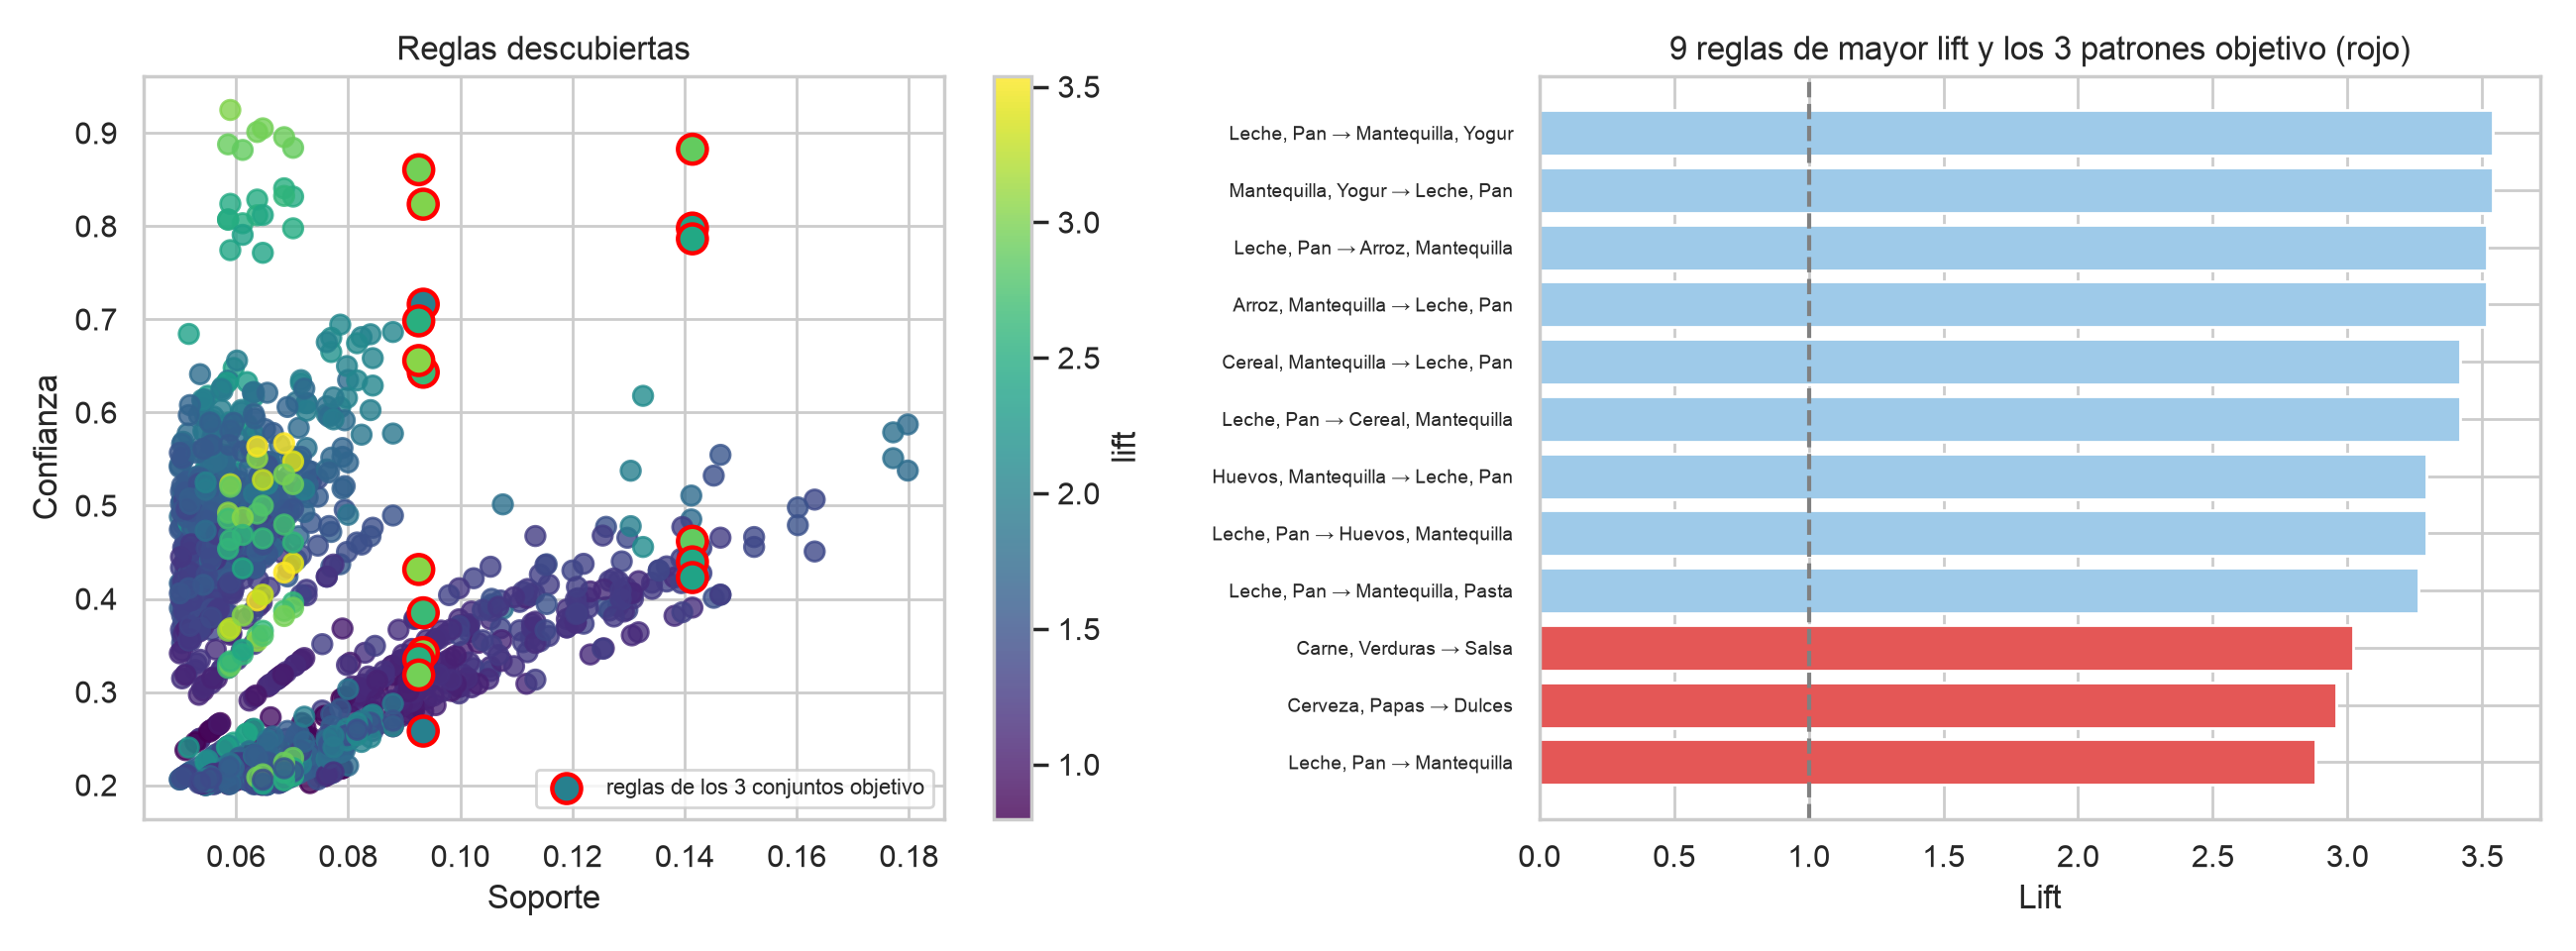 Reglas descubiertas
Confianza
0.9
0.8
0.7
0.6
0.5
0.4
0.3
0.2
0.06 0.08 0.10 0.12 0.14 0.16 0.18
Soporte
reglas de los 3 conjuntos objetivo
3.5
3.0
2.5
2.0
1.5
1.0
lift
9 reglas de mayor lift y los 3 patrones objetivo (rojo)
Leche, Pan → Mantequilla, Yogur
Mantequilla, Yogur → Leche, Pan
Leche, Pan → Arroz, Mantequilla
Arroz, Mantequilla → Leche, Pan
Cereal, Mantequilla → Leche, Pan
Leche, Pan → Cereal, Mantequilla
Huevos, Mantequilla → Leche, Pan
Leche, Pan → Huevos, Mantequilla
Leche, Pan → Mantequilla, Pasta
Carne, Verduras → Salsa
Cerveza, Papas → Dulces
Leche, Pan → Mantequilla
0.0 0.5 1.0 1.5 2.0 2.5 3.0 3.5
Lift